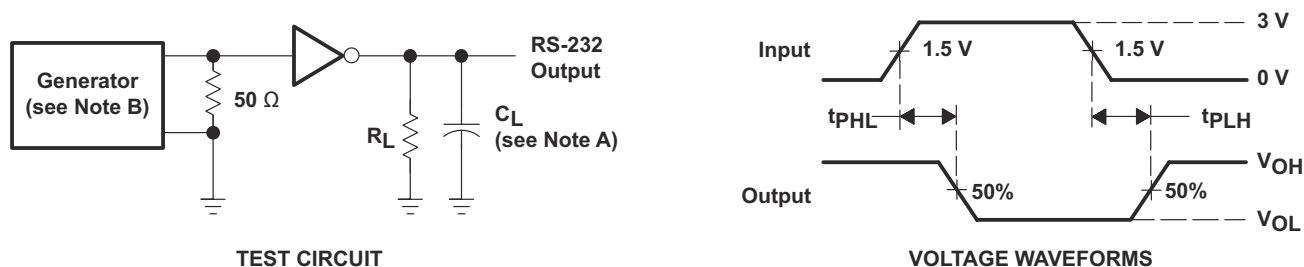 Generator
(see Note B)
50 Ω
RS-232
Output
RL
CL
(see Note A)
TEST CIRCUIT
Input
3 V
1.5 V
1.5 V
0 V
tPHL
tPLH
Output
VOH
50%
50%
VOL
VOLTAGE WAVEFORMS